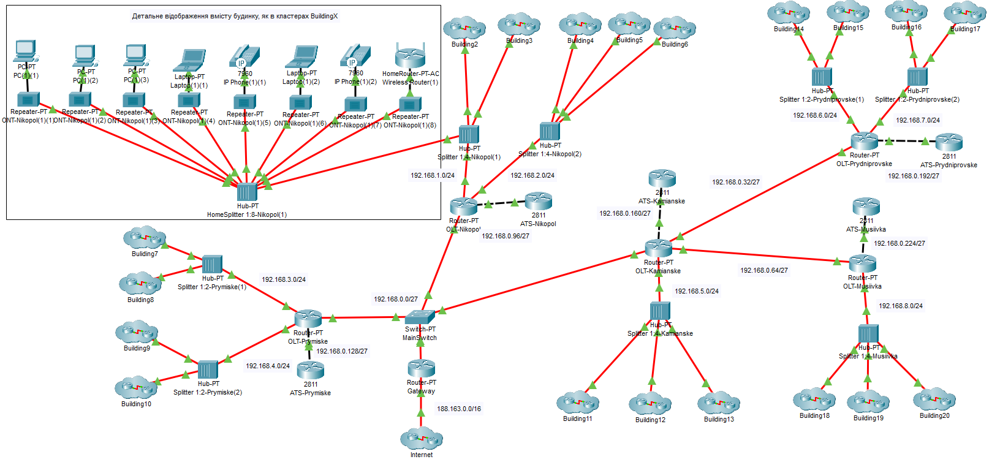 Детальне відображення вмісту будинку, як в кластерах BuildingX
PC-PT
PC(1)(1)
PC-PT
PC(1)(2)
PC-PT
PC(1)(3)
Laptop-PT
Laptop(1)(1)
IP
7960
IP Phone(1)(1)
Laptop-PT
Laptop(1)(2)
IP
7960
IP Phone(1)(2)
HomeRouter-PT-AC
Wireless Router(1)
Repeater-PT
ONT-Nikopol(1)(1)
Repeater-PT
ONT-Nikopol(1)(2)
Repeater-PT
ONT-Nikopol(1)(3)
Repeater-PT
ONT-Nikopol(1)(4)
Repeater-PT
ONT-Nikopol(1)(5)
Repeater-PT
ONT-Nikopol(1)(6)
Repeater-PT
ONT-Nikopol(1)(7)
Repeater-PT
ONT-Nikopol(1)(8)
Hub-PT
HomeSplitter 1:8-Nikopol(1)
Building2
Building3
Building4
Building5
Building6
Hub-PT
Splitter 1:4-Nikopol(1)
Hub-PT
Splitter 1:4-Nikopol(2)
192.168.1.0/24
192.168.2.0/24
Router-PT
OLT-Nikopol
2811
ATS-Nikopol
192.168.0.96/27
Building14
Building15
Building16
Building17
Hub-PT
Splitter 1:2-Prydniprovske(1)
Hub-PT
Splitter 1:2-Prydniprovske(2)
192.168.6.0/24
192.168.7.0/24
Router-PT
OLT-Prydniprovske
2811
ATS-Prydniprovske
192.168.0.192/27
192.168.0.32/27
2811
ATS-Kamianske
192.168.0.160/27
Router-PT
OLT-Kamianske
192.168.0.64/27
2811
ATS-Musiivka
192.168.0.224/27
Router-PT
OLT-Musiivka
192.168.5.0/24
192.168.8.0/24
Hub-PT
Splitter 1:4-Kamianske
Hub-PT
Splitter 1:4-Musiivka
Building11
Building12
Building13
Building18
Building19
Building20
Buliding7
Building8
Hub-PT
Splitter 1:2-Prymiske(1)
192.168.3.0/24
192.168.0.0/27
Building9
Building10
Router-PT
OLT-Prymiske
192.168.0.128/27
192.168.4.0/24
Hub-PT
Splitter 1:2-Prymiske(2)
2811
ATS-Prymiske
Switch-PT
MainSwitch
Router-PT
Gateway
188.163.0.0/16
Internet